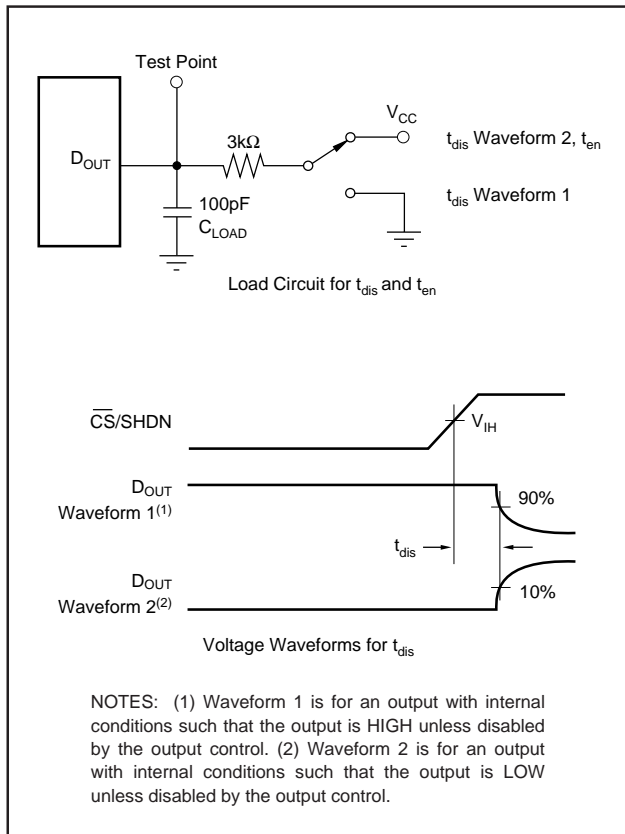 Test Point
V_CC
3kΩ
D_OUT
t_dis Waveform 2, t_en
100pF
C_LOAD
t_dis Waveform 1
Load Circuit for t_dis and t_en
C̅S̅/SHDN
V_IH
D_OUT
Waveform 1(1)
90%
t_dis
D_OUT
Waveform 2(2)
10%
Voltage Waveforms for t_dis
NOTES: (1) Waveform 1 is for an output with internal
conditions such that the output is HIGH unless disabled
by the output control. (2) Waveform 2 is for an output
with internal conditions such that the output is LOW
unless disabled by the output control.